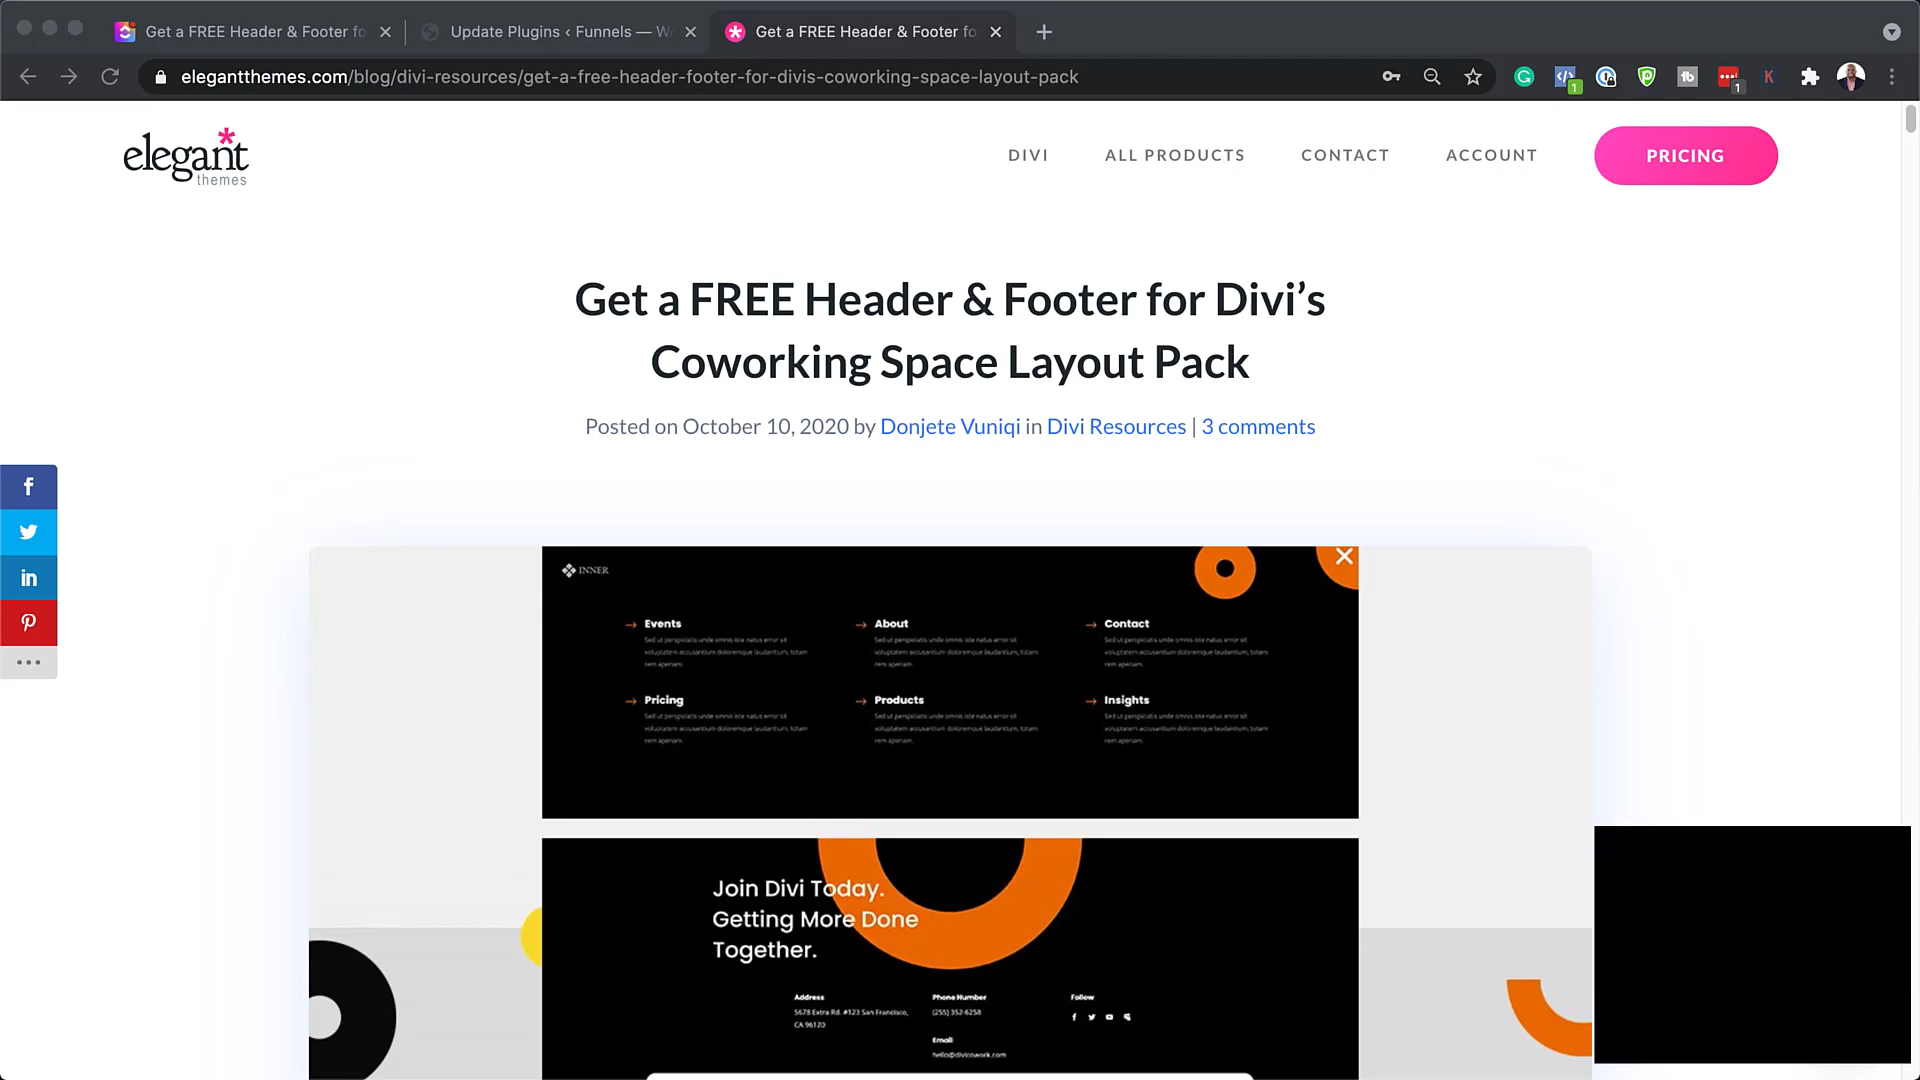 Get a FREE Header & Footer fo
Update Plugins ‹ Funnels — W
Get a FREE Header & Footer fo
elegantthemes.com/blog/divi-resources/get-a-free-header-footer-for-divis-coworking-space-layout-pack
elegant
themes
DIVI
ALL PRODUCTS
CONTACT
ACCOUNT
PRICING
Get a FREE Header & Footer for Divi’s
Coworking Space Layout Pack
Posted on October 10, 2020 by Donjete Vuniqi in Divi Resources | 3 comments
INNER
Events
Sed ut perspiciatis unde omnis iste natus error sit
voluptatem accusantium doloremque laudantium, totam
rem aperiam.
About
Sed ut perspiciatis unde omnis iste natus error sit
voluptatem accusantium doloremque laudantium, totam
rem aperiam.
Contact
Sed ut perspiciatis unde omnis iste natus error sit
voluptatem accusantium doloremque laudantium, totam
rem aperiam.
Pricing
Sed ut perspiciatis unde omnis iste natus error sit
voluptatem accusantium doloremque laudantium, totam
rem aperiam.
Products
Sed ut perspiciatis unde omnis iste natus error sit
voluptatem accusantium doloremque laudantium, totam
rem aperiam.
Insights
Sed ut perspiciatis unde omnis iste natus error sit
voluptatem accusantium doloremque laudantium, totam
rem aperiam.
Join Divi Today.
Getting More Done
Together.
Address
5678 Extra Rd. #123 San Francisco,
CA 96120
Phone Number
(255) 352-6258
Email
hello@divicowork.com
Follow